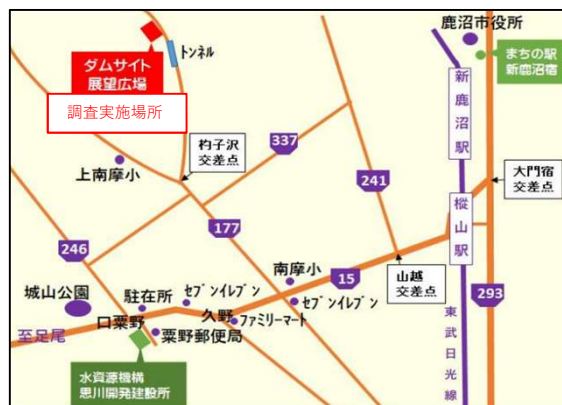 鹿沼市役所
まちの駅
新鹿沼宿
トンネル
ダムサイト
展望広場
調査実施場所
新鹿沼駅
杓子沢
交差点
337
大門宿
交差点
上南摩小
241
樅山駅
177
246
15
南摩小
山越
交差点
293
城山公園
駐在所
セブンイレブン
セブンイレブン
久野
ファミリーマート
至足尾
口粟野
粟野郵便局
東武日光線
水資源機構
思川開発建設所